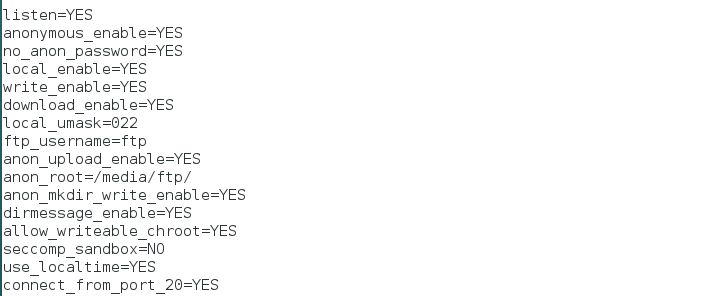 listen=YES
anonymous_enable=YES
no_anon_password=YES
local_enable=YES
write_enable=YES
download_enable=YES
local_umask=022
ftp_username=ftp
anon_upload_enable=YES
anon_root=/media/ftp/
anon_mkdir_write_enable=YES
dirmessage_enable=YES
allow_writeable_chroot=YES
seccomp_sandbox=NO
use_localtime=YES
connect_from_port_20=YES